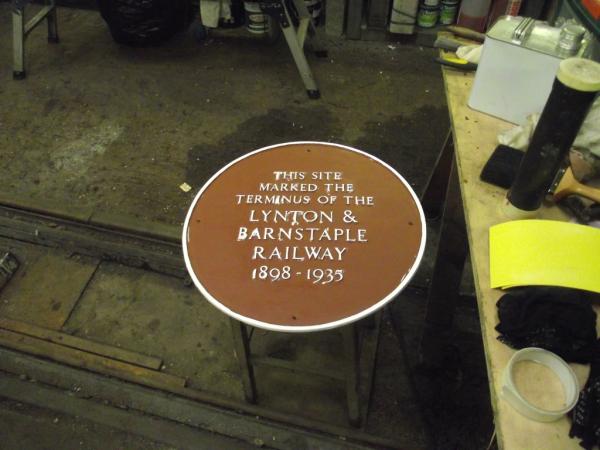 THIS SITE
MARKED THE
TERMINUS OF THE
LYNTON &
BARNSTAPLE
RAILWAY
1898 - 1935